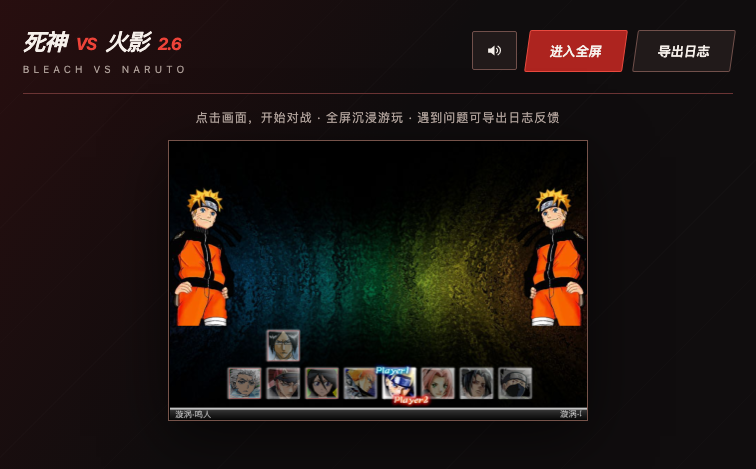 死神 VS 火影 2.6
BLEACH VS NARUTO
进入全屏
导出日志
点击画面，开始对战 · 全屏沉浸游玩 · 遇到问题可导出日志反馈
Player1
Player2
漩涡-鸣人
漩涡-